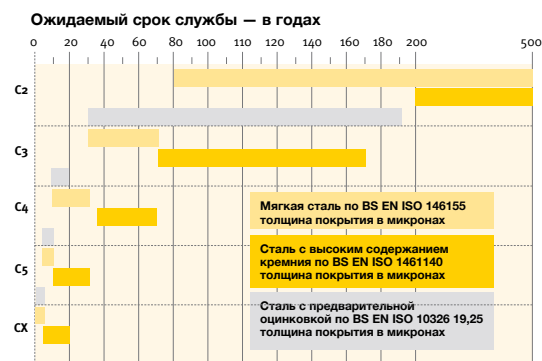 Ожидаемый срок службы — в годах
0 20 40 60 80 100 120 140 160 180 200 500
C2
C3
C4
C5
CX
Мягкая сталь по BS EN ISO 146155
толщина покрытия в микронах
Сталь с высоким содержанием
кремния по BS EN ISO 1461140
толщина покрытия в микронах
Сталь с предварительной
оцинковкой по BS EN ISO 10326 19,25
толщина покрытия в микронах